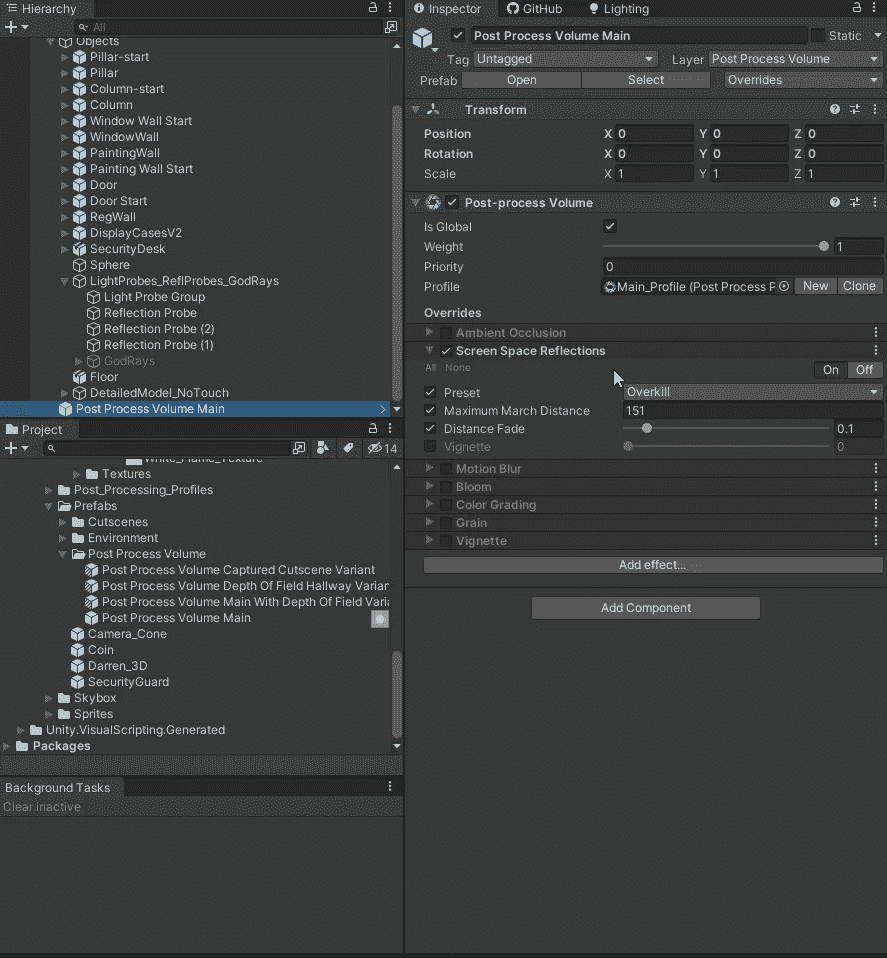 Hierarchy
All
Objects
Pillar-start
Pillar
Column-start
Column
Window Wall Start
WindowWall
PaintingWall
Painting Wall Start
Door
Door Start
RegWall
DisplayCasesV2
SecurityDesk
Sphere
LightProbes_ReflProbes_GodRays
Light Probe Group
Reflection Probe
Reflection Probe (2)
Reflection Probe (1)
GodRays
Floor
DetailedModel_NoTouch
Post Process Volume Main
Project
14
White_Flame_Texture
Textures
Post_Processing_Profiles
Prefabs
Cutscenes
Environment
Post Process Volume
Post Process Volume Captured Cutscene Variant
Post Process Volume Depth Of Field Hallway Varian
Post Process Volume Main With Depth Of Field Varia
Post Process Volume Main
Camera_Cone
Coin
Darren_3D
SecurityGuard
Skybox
Sprites
Unity.VisualScripting.Generated
Packages
Background Tasks
Clear inactive
Inspector GitHub Lighting
Post Process Volume Main Static
Tag Untagged Layer Post Process Volume
Prefab Open Select Overrides
Transform
Position X 0 Y 0 Z 0
Rotation X 0 Y 0 Z 0
Scale X 1 Y 1 Z 1
Post-process Volume
Is Global
Weight 1
Priority 0
Profile Main_Profile (Post Process P New Clone
Overrides
Ambient Occlusion
Screen Space Reflections
All None On Off
Preset Overkill
Maximum March Distance 151
Distance Fade 0.1
Vignette 0
Motion Blur
Bloom
Color Grading
Grain
Vignette
Add effect...
Add Component